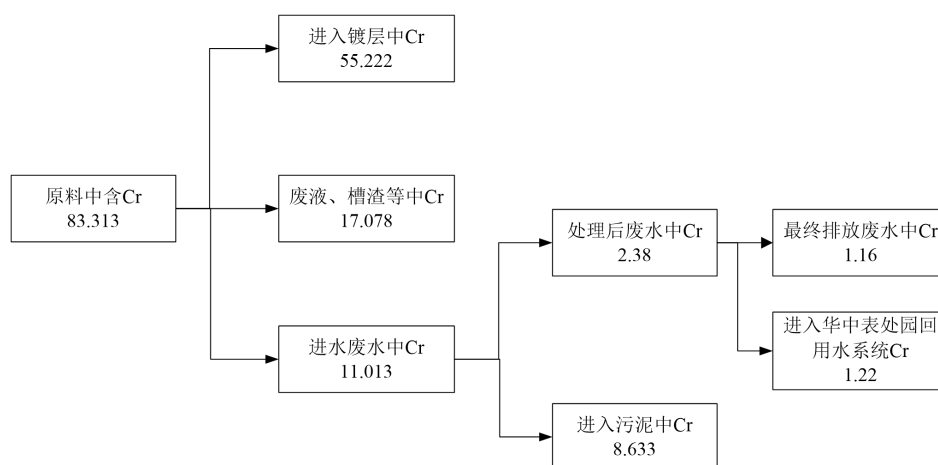 进入镀层中Cr
55.222
原料中含Cr
83.313
废液、槽渣等中Cr
17.078
处理后废水中Cr
2.38
最终排放废水中Cr
1.16
进水废水中Cr
11.013
进入华中表处园回
用水系统Cr
1.22
进入污泥中Cr
8.633